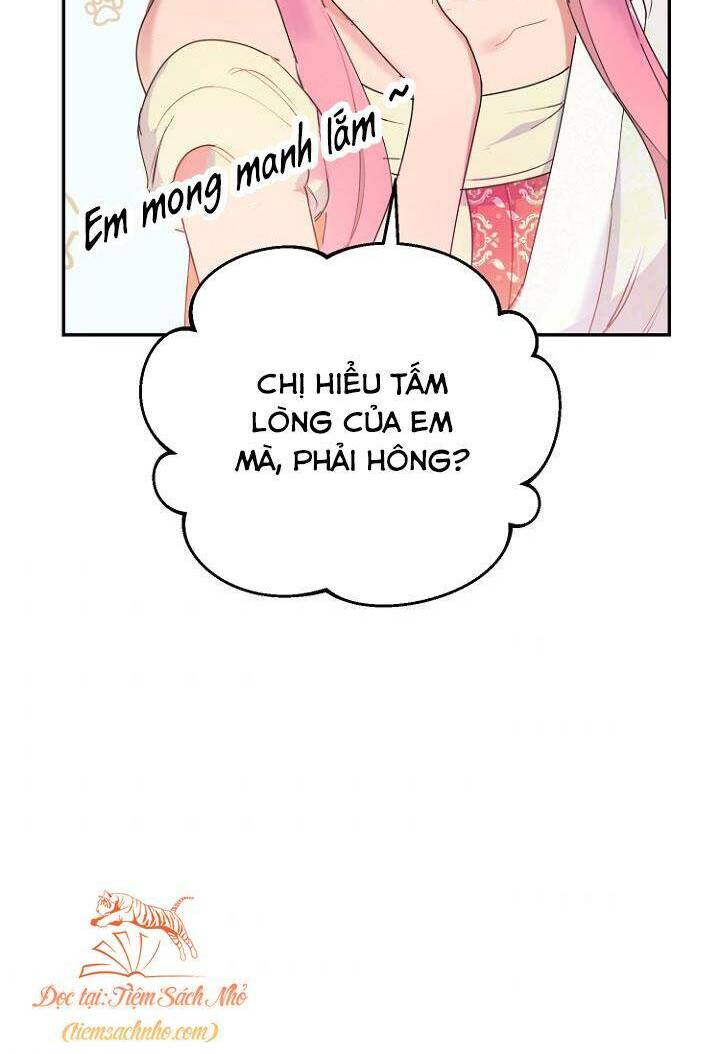 Em mong manh lắm ~
CHỊ HIỂU TẤM
LÒNG CỦA EM
MÀ, PHẢI HÔNG?
Đọc tại: Tiệm Sách Nhỏ
(tiemsachnho.com)